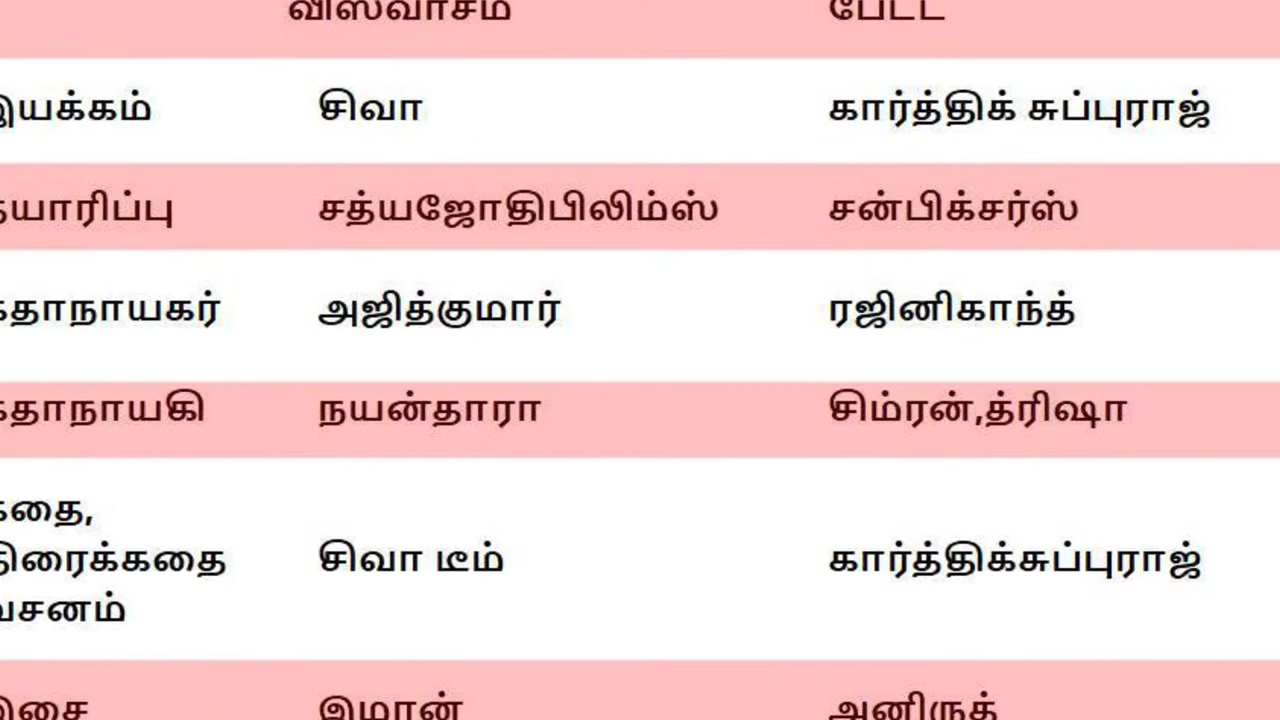 விஸ்வாசம் பேட்ட
இயக்கம் சிவா கார்த்திக் சுப்புராஜ்
தயாரிப்பு சத்யஜோதிபிலிம்ஸ் சன்பிக்சர்ஸ்
கதாநாயகர் அஜித்குமார் ரஜினிகாந்த்
கதாநாயகி நயன்தாரா சிம்ரன்,த்ரிஷா
கதை,
திரைக்கதை சிவா டீம் கார்த்திக்சுப்புராஜ்
வசனம்
இசை இமான் அனிருத்